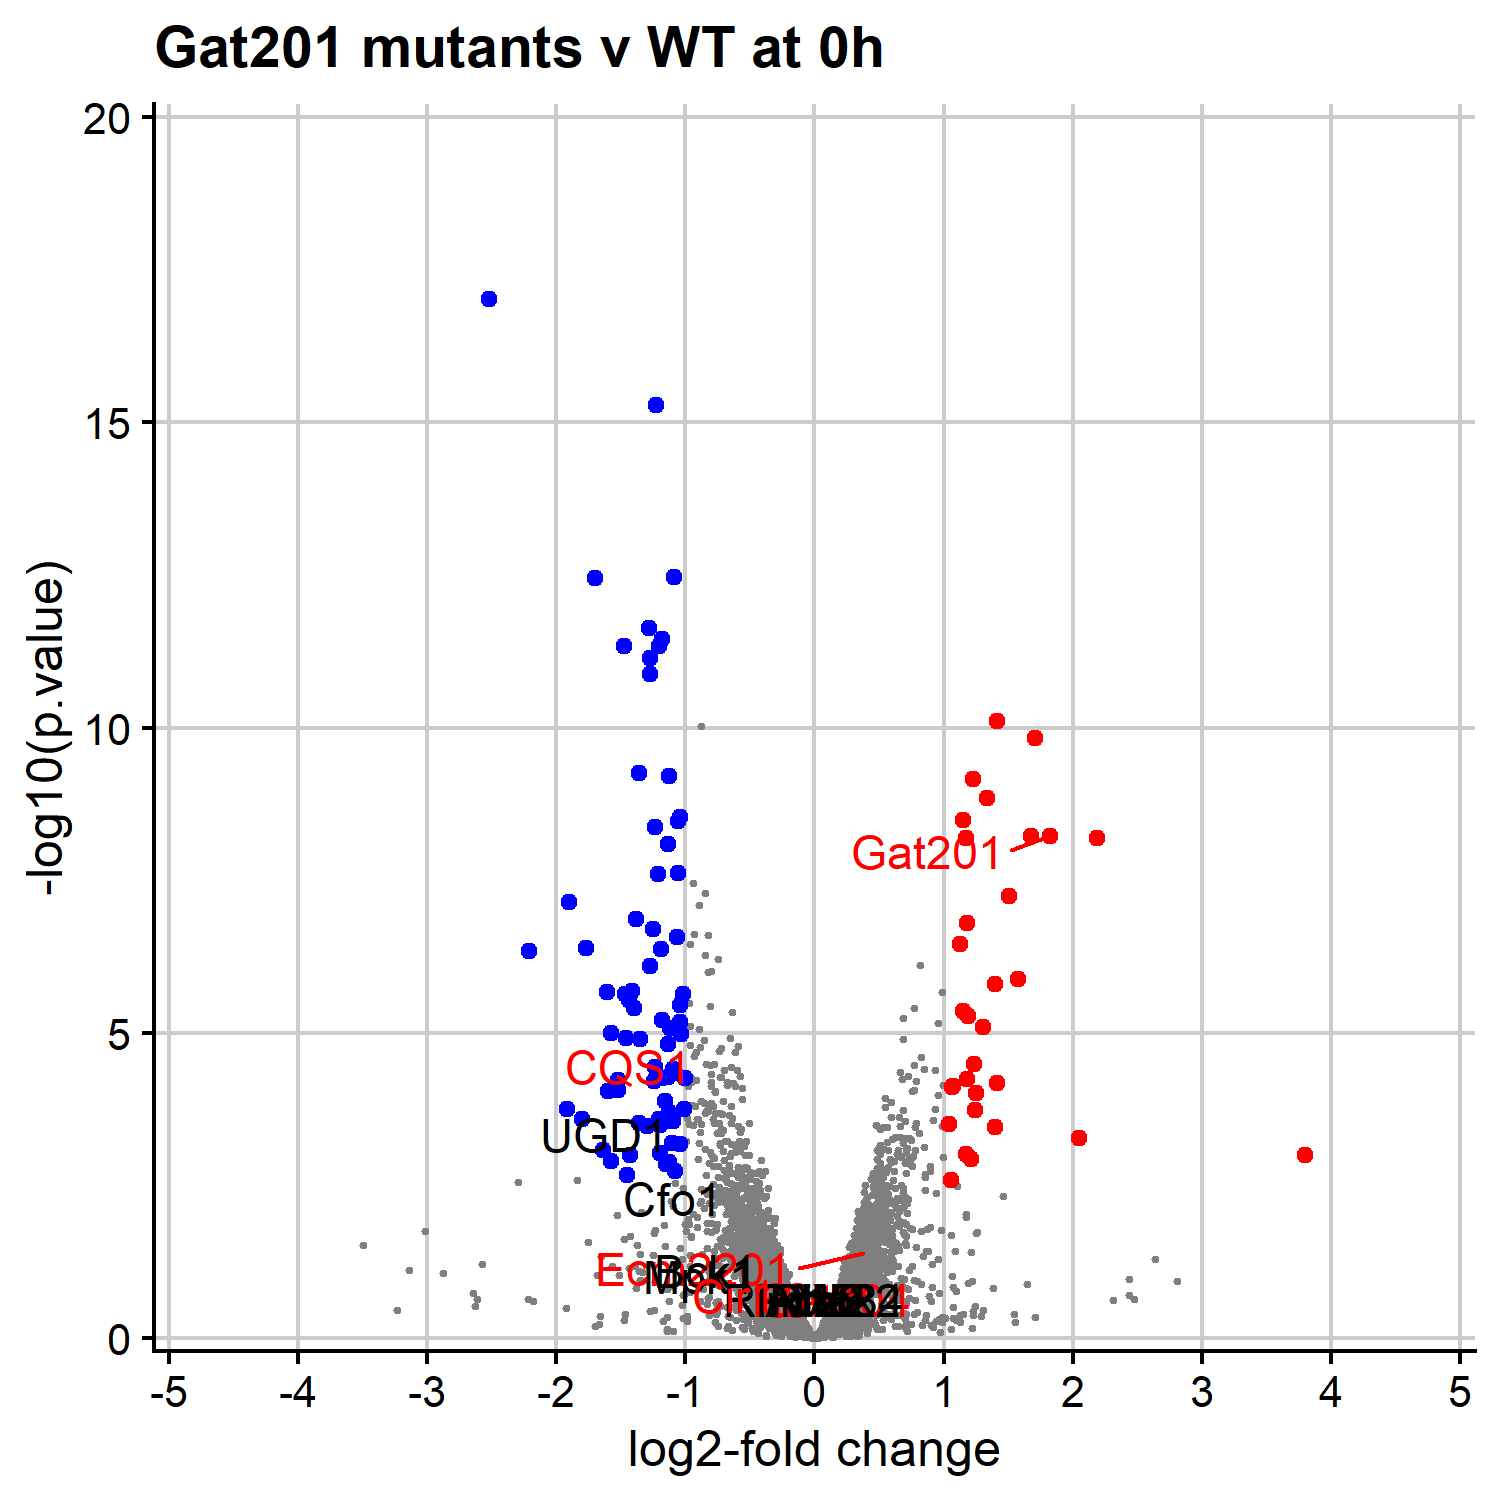 Gat201 mutants v WT at 0h
20
15
10
5
0
-log10(p.value)
Gat201
CQS1
UGD1
Cfo1
Bck1
-5 -4 -3 -2 -1 0 1 2 3 4 5
log2-fold change